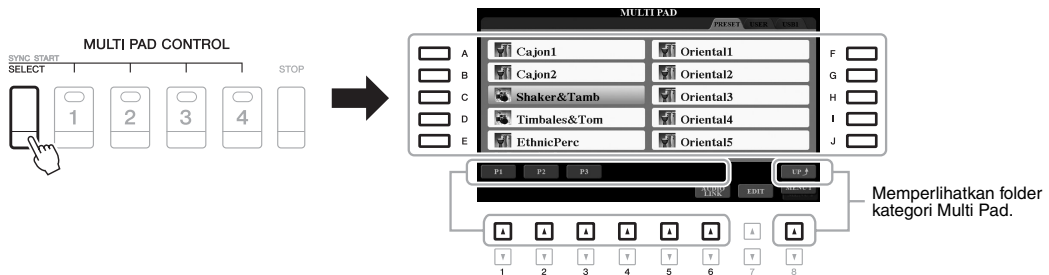 MULTI PAD CONTROL
SYNC START
SELECT
STOP
1 2 3 4
MULTI PAD
PRESET USER USB1
A Cajon1 Oriental1 F
B Cajon2 Oriental2 G
C Shaker&Tamb Oriental3 H
D Timbales&Tom Oriental4 I
E EthnicPerc Oriental5 J
P1 P2 P3 UP
AUDIO LINK EDIT MENU1
Memperlihatkan folder
kategori Multi Pad.
1 2 3 4 5 6 7 8